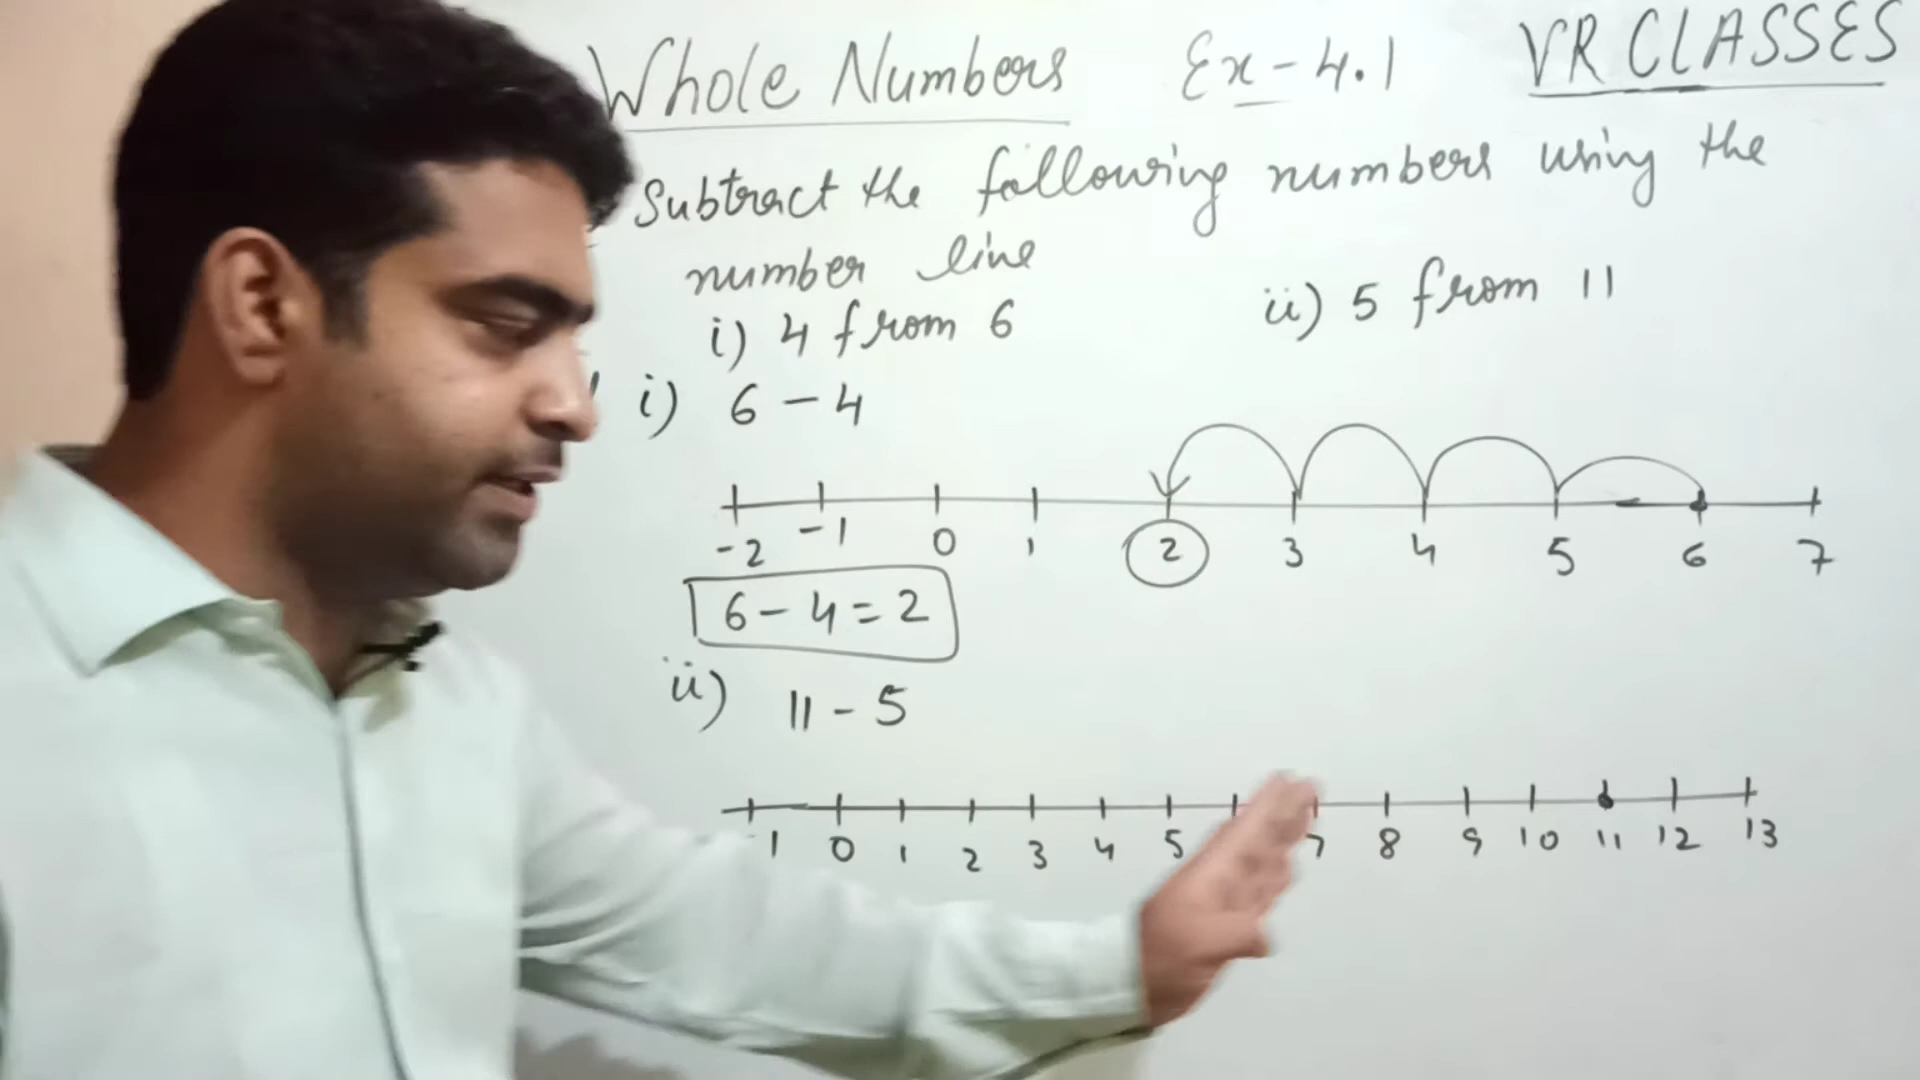 Whole Numbers Ex-4.1 VR CLASSES
Subtract the following numbers using the
number line
i) 4 from 6 ii) 5 from 11
i) 6 - 4
-2 -1 0 1 2 3 4 5 6 7
6 - 4 = 2
ii) 11 - 5
-1 0 1 2 3 4 5 7 8 9 10 11 12 13